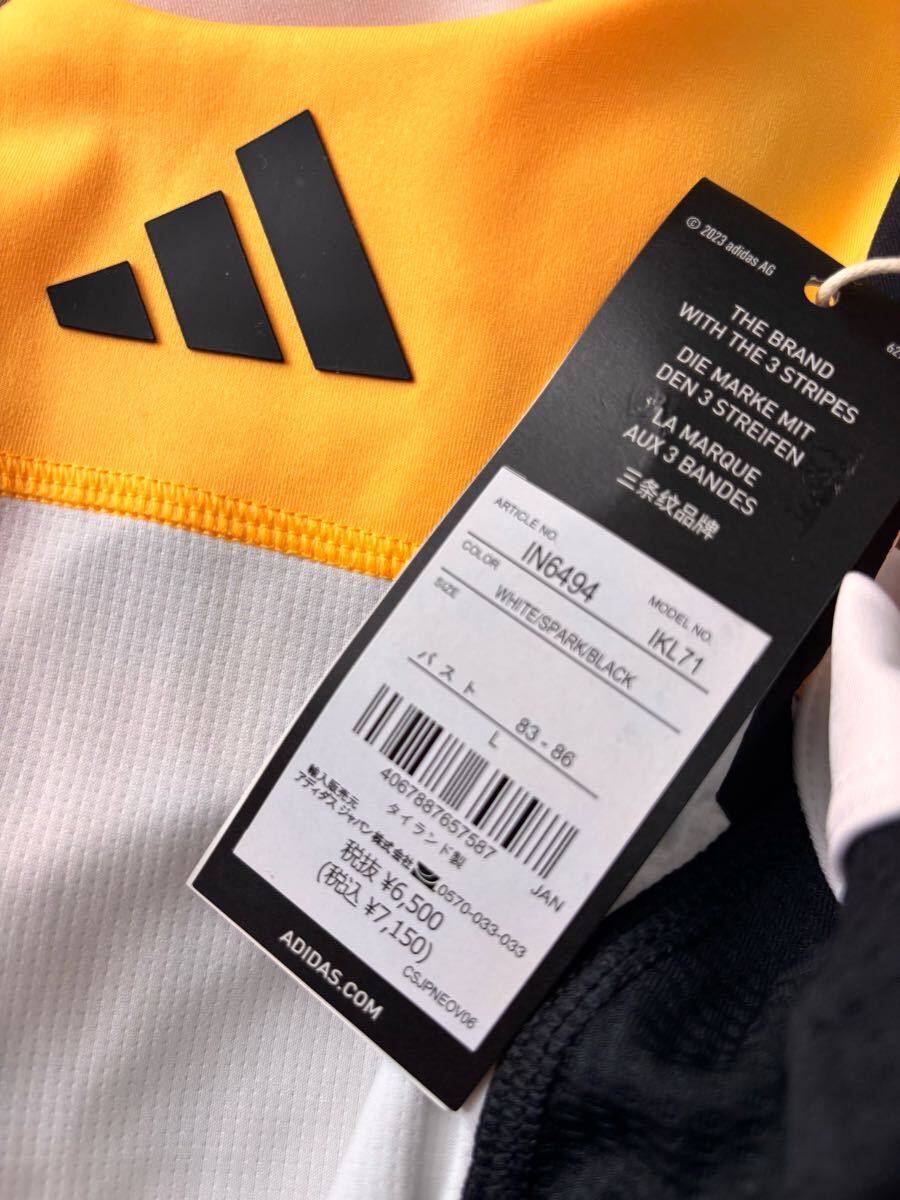 © 2023 adidas AG
THE BRAND
WITH THE 3 STRIPES
DIE MARKE MIT
DEN 3 STREIFEN
LA MARQUE
AUX 3 BANDES
三条纹品牌
ARTICLE NO.
IN6494
MODEL NO.
IKL71
COLOR
WHITE/SPARK/BLACK
SIZE
バスト
83 - 86
L
4067887657587
JAN
タイランド製
輸入販売元
アディダス ジャパン株式会社
0570-033-033
税抜 ¥6,500
(税込 ¥7,150)
CSJPNEOV06
ADIDAS.COM